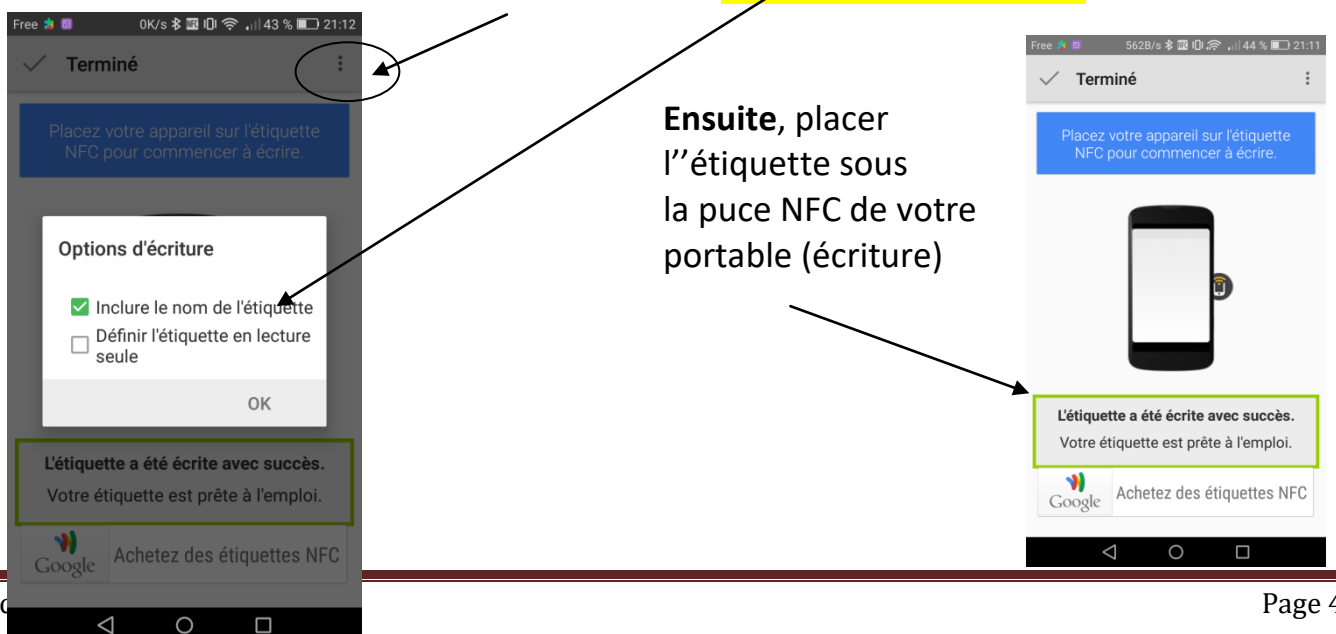 Free 0K/s 43 % 21:12
Terminé
Placez votre appareil sur l'étiquette
NFC pour commencer à écrire.
Options d'écriture
Inclure le nom de l'étiquette
Définir l'étiquette en lecture
seule
OK
L'étiquette a été écrite avec succès.
Votre étiquette est prête à l'emploi.
Google Achetez des étiquettes NFC
Ensuite, placer
l’’étiquette sous
la puce NFC de votre
portable (écriture)
Free 562B/s 44 % 21:11
Terminé
Placez votre appareil sur l'étiquette
NFC pour commencer à écrire.
L'étiquette a été écrite avec succès.
Votre étiquette est prête à l'emploi.
Google Achetez des étiquettes NFC
Page 4